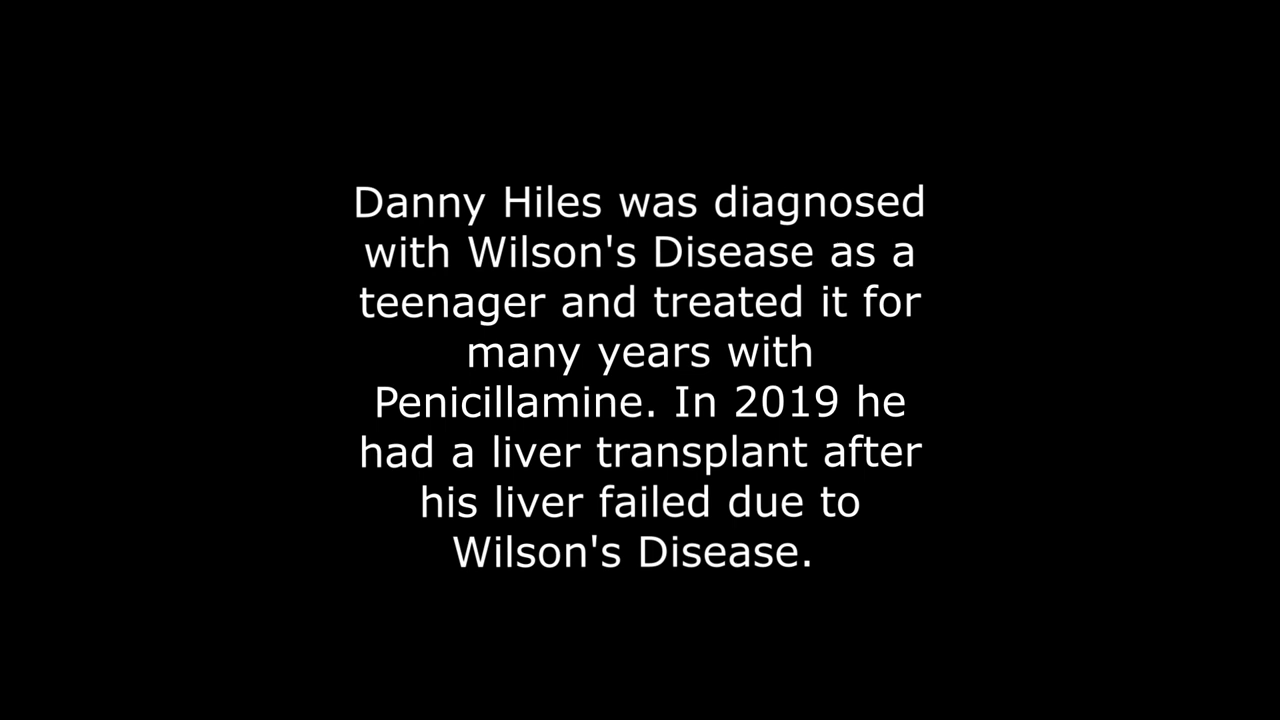 Danny Hiles was diagnosed
with Wilson's Disease as a
teenager and treated it for
many years with
Penicillamine. In 2019 he
had a liver transplant after
his liver failed due to
Wilson's Disease.